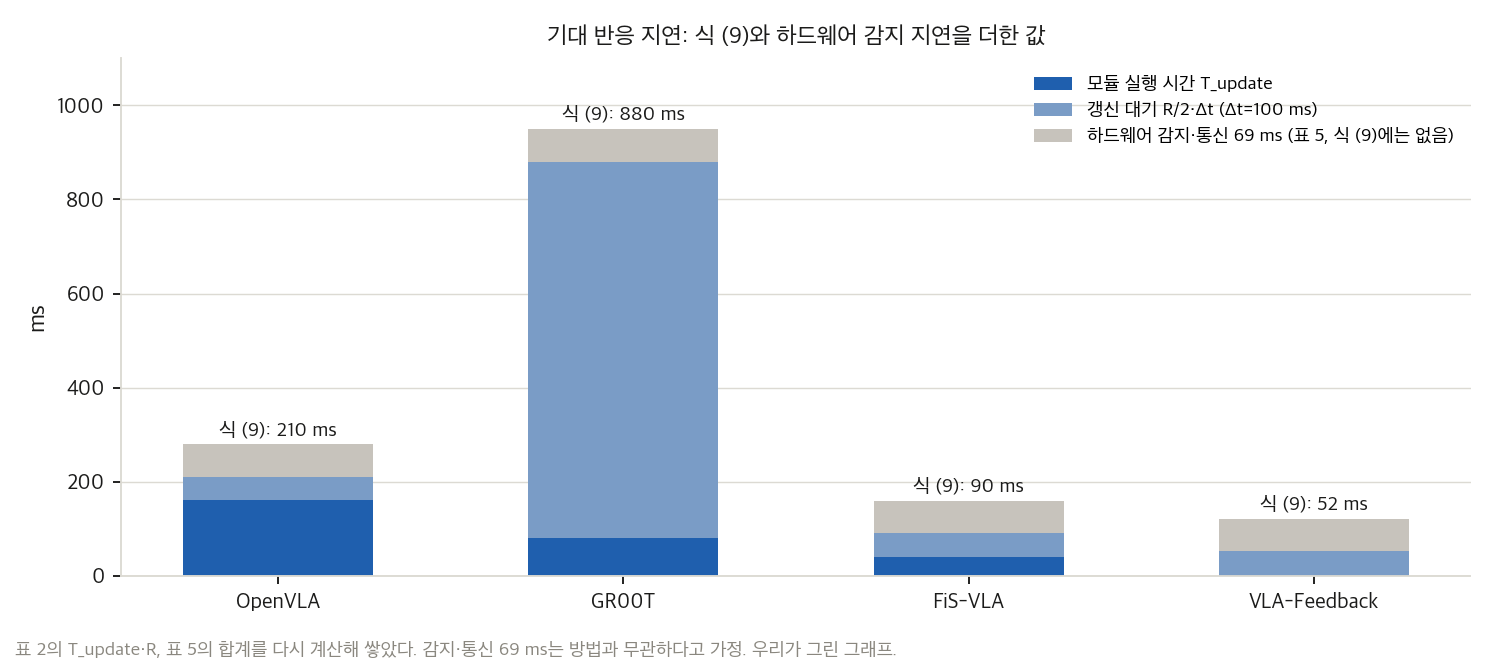 기대 반응 지연: 식 (9)와 하드웨어 감지 지연을 더한 값
모듈 실행 시간 T_update
갱신 대기 R/2·Δt (Δt=100 ms)
하드웨어 감지·통신 69 ms (표 5, 식 (9)에는 없음)
ms
1000
800
600
400
200
0
식 (9): 210 ms
식 (9): 880 ms
식 (9): 90 ms
식 (9): 52 ms
OpenVLA
GR00T
FiS-VLA
VLA-Feedback
표 2의 T_update·R, 표 5의 합계를 다시 계산해 쌓았다. 감지·통신 69 ms는 방법과 무관하다고 가정. 우리가 그린 그래프.